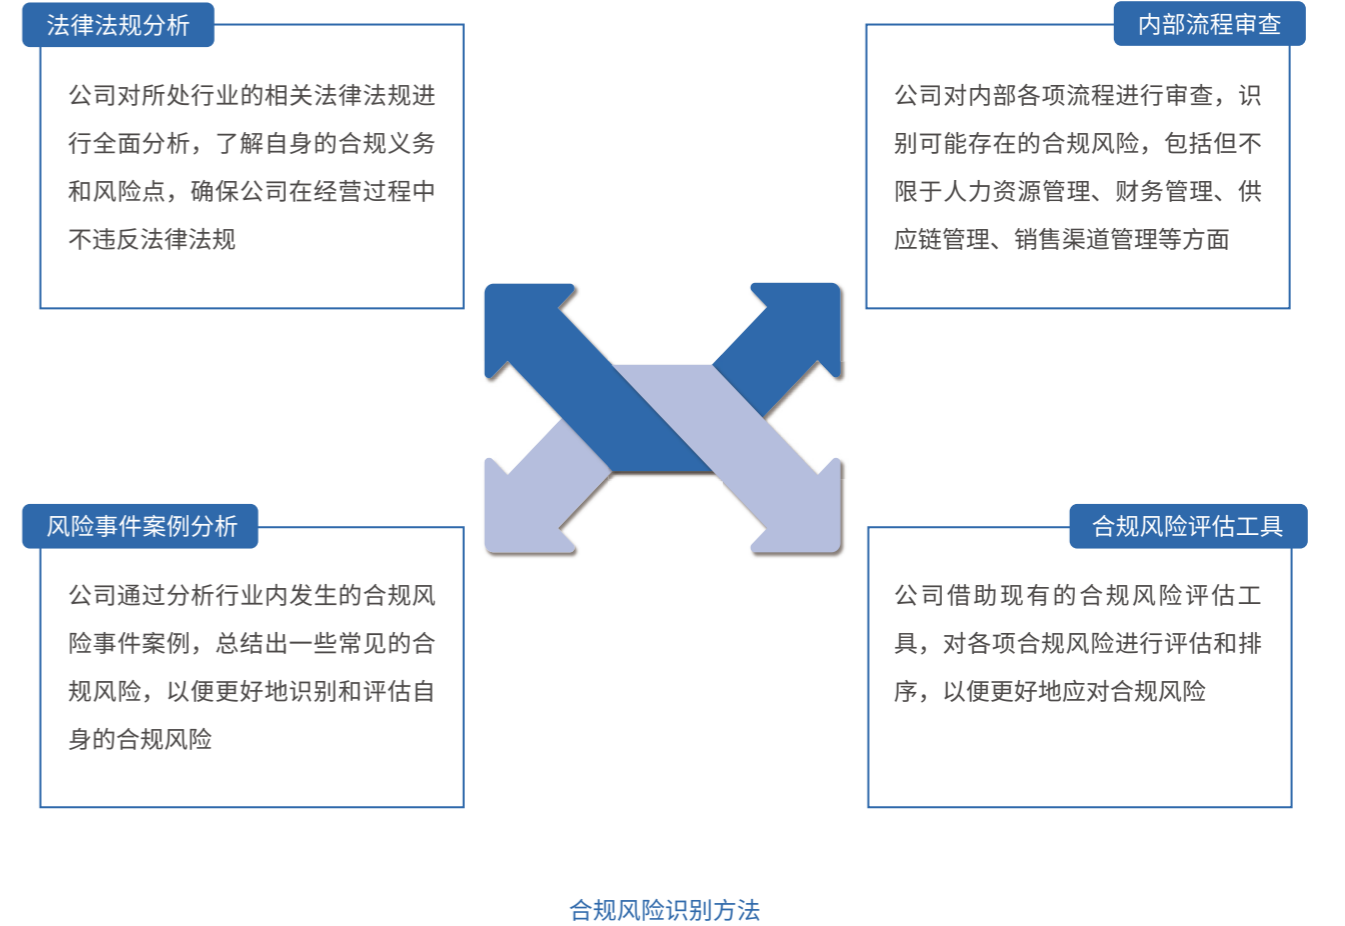 法律法规分析
公司对所处行业的相关法律法规进
行全面分析，了解自身的合规义务
和风险点，确保公司在经营过程中
不违反法律法规
内部流程审查
公司对内部各项流程进行审查，识
别可能存在的合规风险，包括但不
限于人力资源管理、财务管理、供
应链管理、销售渠道管理等方面
风险事件案例分析
公司通过分析行业内发生的合规风
险事件案例，总结出一些常见的合
规风险，以便更好地识别和评估自
身的合规风险
合规风险评估工具
公司借助现有的合规风险评估工
具，对各项合规风险进行评估和排
序，以便更好地应对合规风险
合规风险识别方法